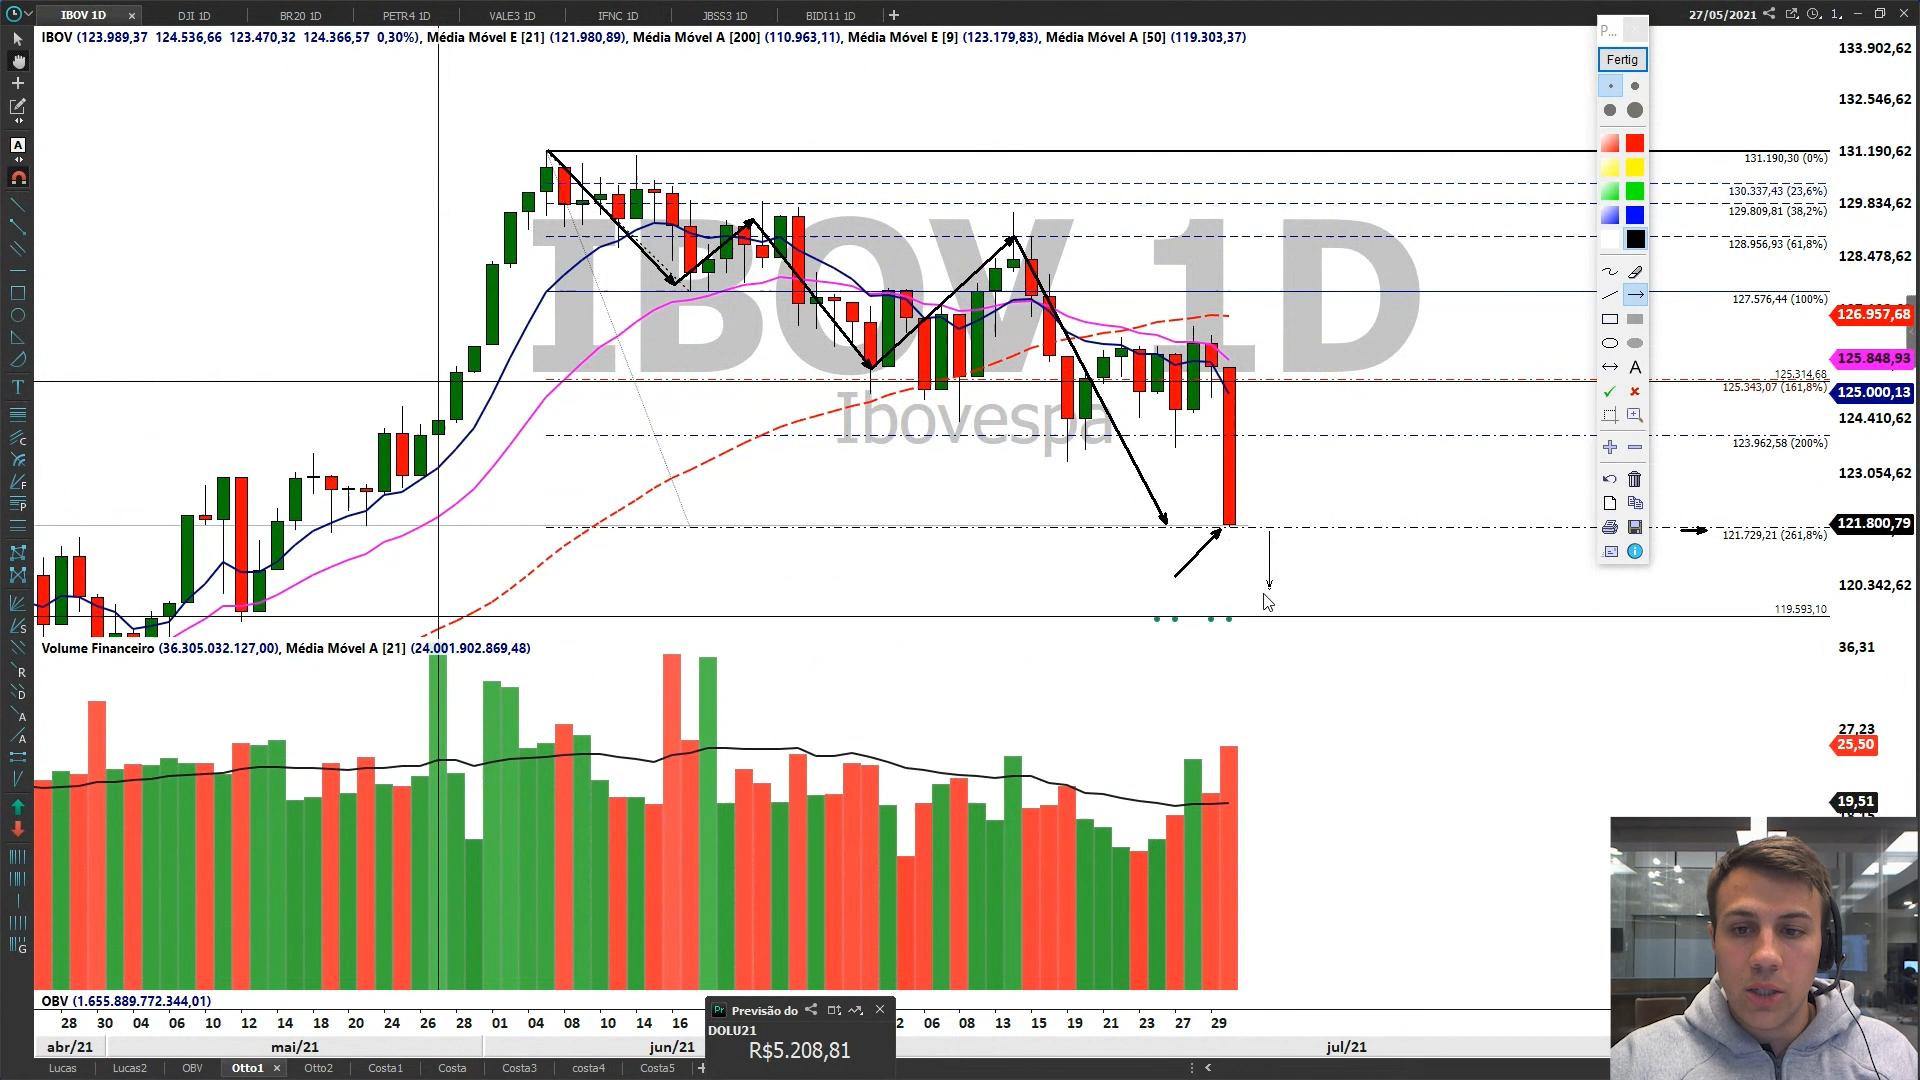 IBOV 1D
DJI 1D
BR20 1D
PETR4 1D
VALE3 1D
IFNC 1D
JBSS3 1D
BIDI11 1D
27/05/2021
IBOV (123.989,37 124.536,66 123.470,32 124.366,57 0,30%), Média Móvel E [21] (121.980,89), Média Móvel A [200] (110.963,11), Média Móvel E [9] (123.179,83), Média Móvel A [50] (119.303,37)
P...
Fertig
133.902,62
132.546,62
131.190,62
131.190,30 (0%)
130.337,43 (23,6%)
129.834,62
129.809,81 (38,2%)
128.956,93 (61,8%)
128.478,62
127.576,44 (100%)
126.957,68
125.848,93
125.314,68
125.343,07 (161,8%)
125.000,13
124.410,62
123.962,58 (200%)
123.054,62
121.800,79
121.729,21 (261,8%)
120.342,62
119.593,10
IBOV 1D
Ibovespa
Volume Financeiro (36.305.032.127,00), Média Móvel A [21] (24.001.902.869,48)
36,31
27,23
25,50
19,51
OBV (1.655.889.772.344,01)
28 30 04 06 10 12 14 18 20 24 26 28 01 04 08 10 14 16
06 08 13 15 19 21 23 27 29
abr/21
mai/21
jun/21
jul/21
Previsão do
DOLU21
R$5.208,81
Lucas
Lucas2
OBV
Otto1
Otto2
Costa1
Costa
Costa3
costa4
Costa5